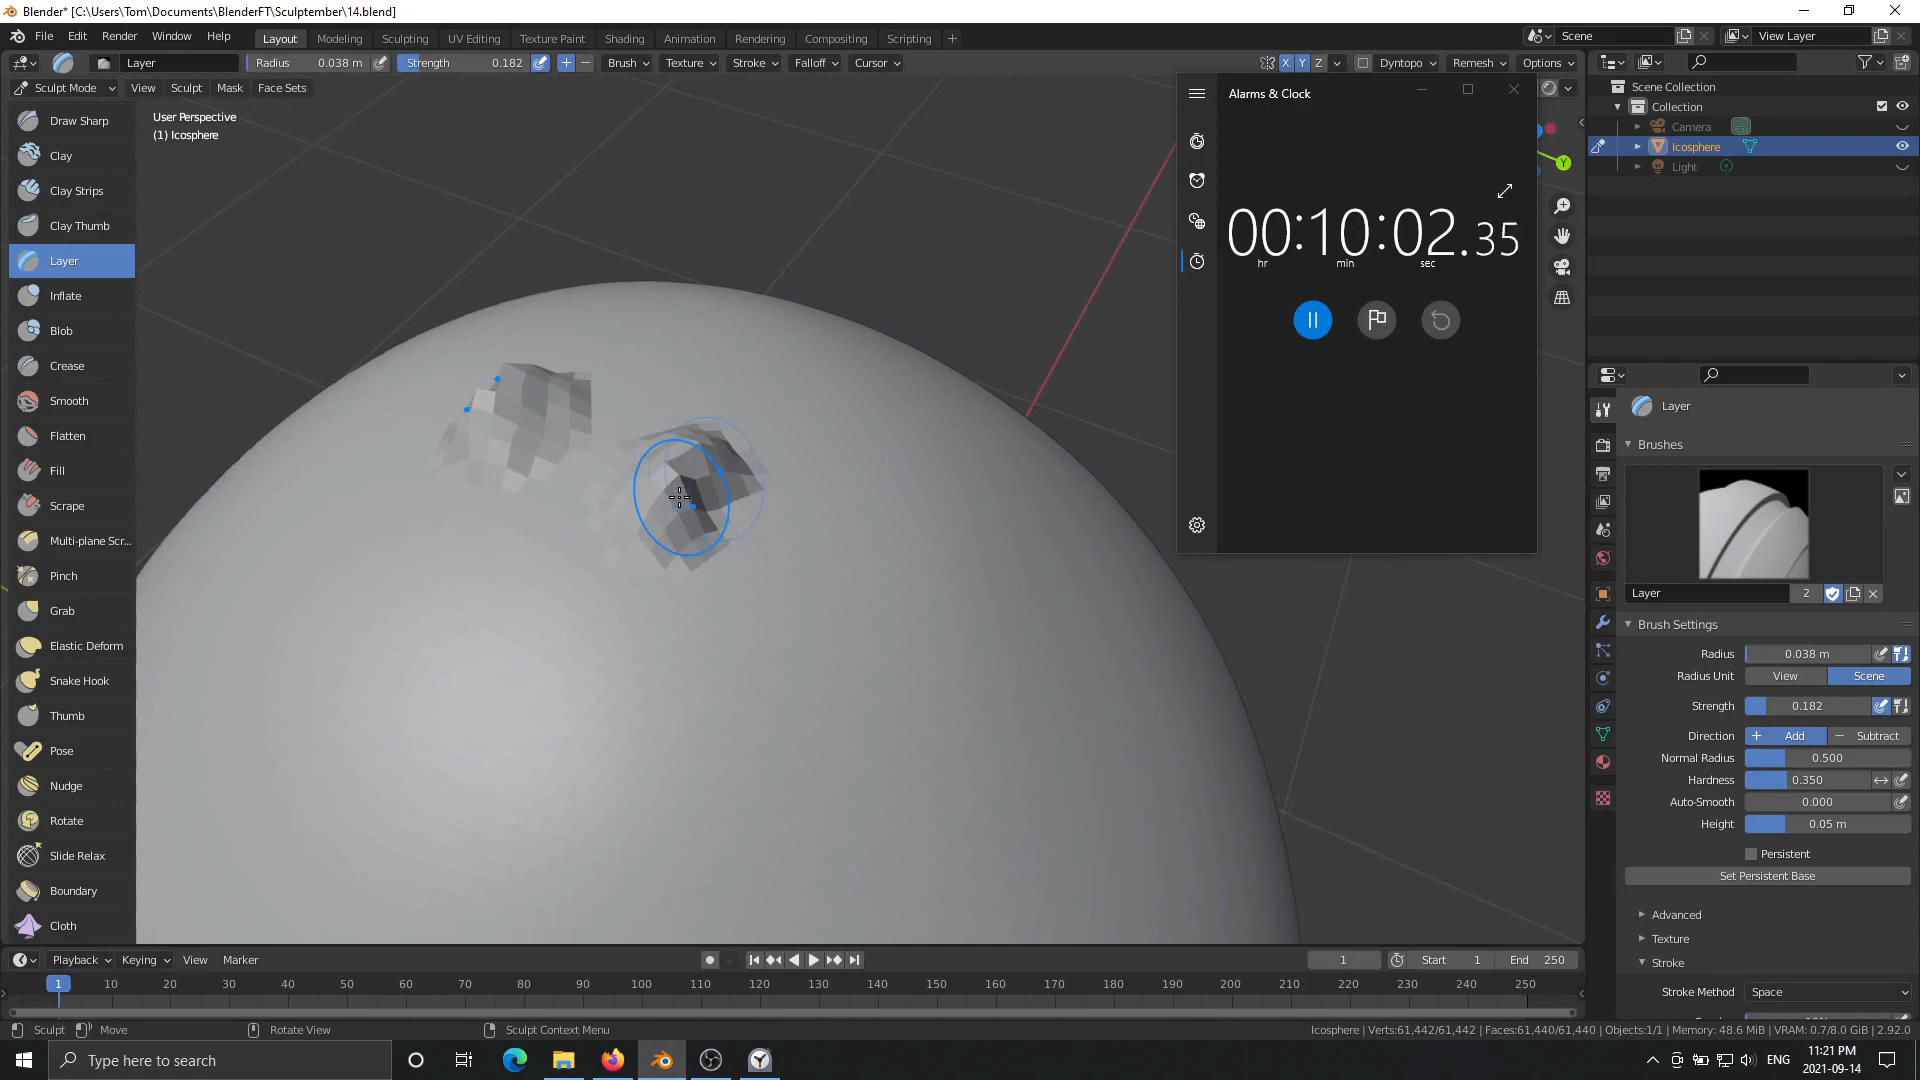 Blender* [C:\Users\Tom\Documents\BlenderFT\Sculptember\14.blend]
File Edit Render Window Help
Layout Modeling Sculpting UV Editing Texture Paint Shading Animation Rendering Compositing Scripting +
Scene
View Layer
Layer
Radius 0.038 m
Strength 0.182
Brush Texture Stroke Falloff Cursor
X Y Z
Dyntopo Remesh Options
Sculpt Mode View Sculpt Mask Face Sets
User Perspective
(1) Icosphere
Draw Sharp
Clay
Clay Strips
Clay Thumb
Layer
Inflate
Blob
Crease
Smooth
Flatten
Fill
Scrape
Multi-plane Scr...
Pinch
Grab
Elastic Deform
Snake Hook
Thumb
Pose
Nudge
Rotate
Slide Relax
Boundary
Cloth
Alarms & Clock
00:10:02.35
hr min sec
Y
Scene Collection
Collection
Camera
Icosphere
Light
Layer
Brushes
Layer 2
Brush Settings
Radius 0.038 m
Radius Unit View Scene
Strength 0.182
Direction + Add − Subtract
Normal Radius 0.500
Hardness 0.350
Auto-Smooth 0.000
Height 0.05 m
Persistent
Set Persistent Base
Advanced
Texture
Stroke
Stroke Method Space
Playback Keying View Marker
1 Start 1 End 250
1 10 20 30 40 50 60 70 80 90 100 110 120 130 140 150 160 170 180 190 200 210 220 230 240 250
Sculpt Move Rotate View Sculpt Context Menu
Icosphere | Verts:61,442/61,442 | Faces:61,440/61,440 | Objects:1/1 | Memory: 48.6 MiB | VRAM: 0.7/8.0 GiB | 2.92.0
Type here to search
ENG
11:21 PM
2021-09-14